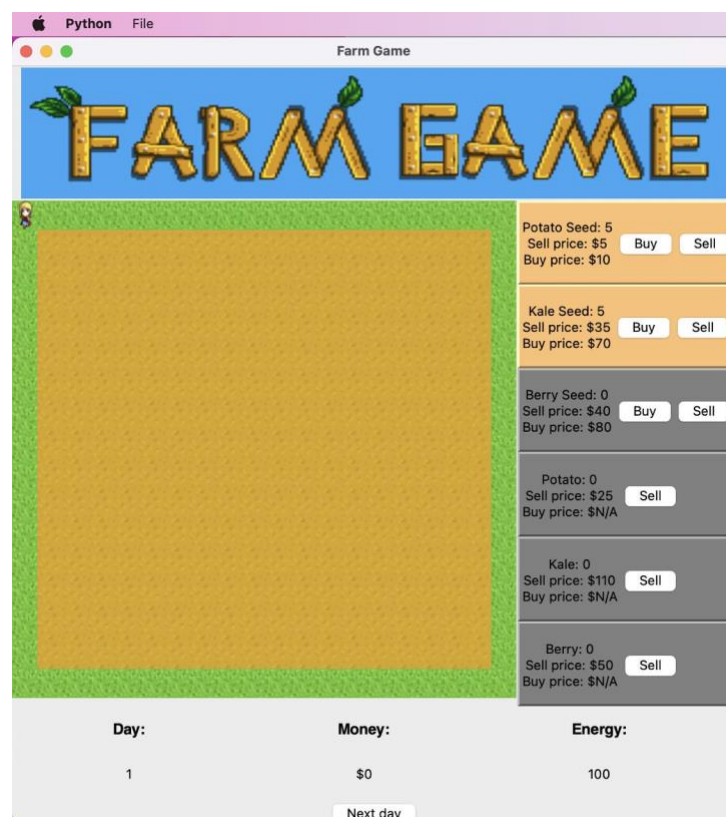 Python File
Farm Game
FARM GAME
Potato Seed: 5
Sell price: $5
Buy price: $10
Buy
Sell
Kale Seed: 5
Sell price: $35
Buy price: $70
Buy
Sell
Berry Seed: 0
Sell price: $40
Buy price: $80
Buy
Sell
Potato: 0
Sell price: $25
Buy price: $N/A
Sell
Kale: 0
Sell price: $110
Buy price: $N/A
Sell
Berry: 0
Sell price: $50
Buy price: $N/A
Sell
Day: Money: Energy:
1 $0 100
Next day